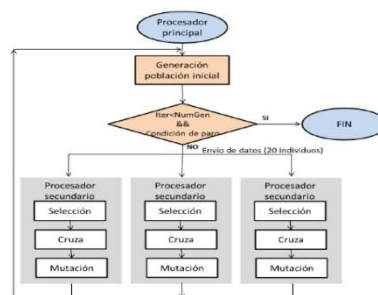 Procesador
principal
Generación
población inicial
Iter<NumGen
&&
Condición de paro
SI
FIN
NO
Envío de datos (20 individuos)
Procesador
secundario
Selección
Cruza
Mutación
Procesador
secundario
Selección
Cruza
Mutación
Procesador
secundario
Selección
Cruza
Mutación